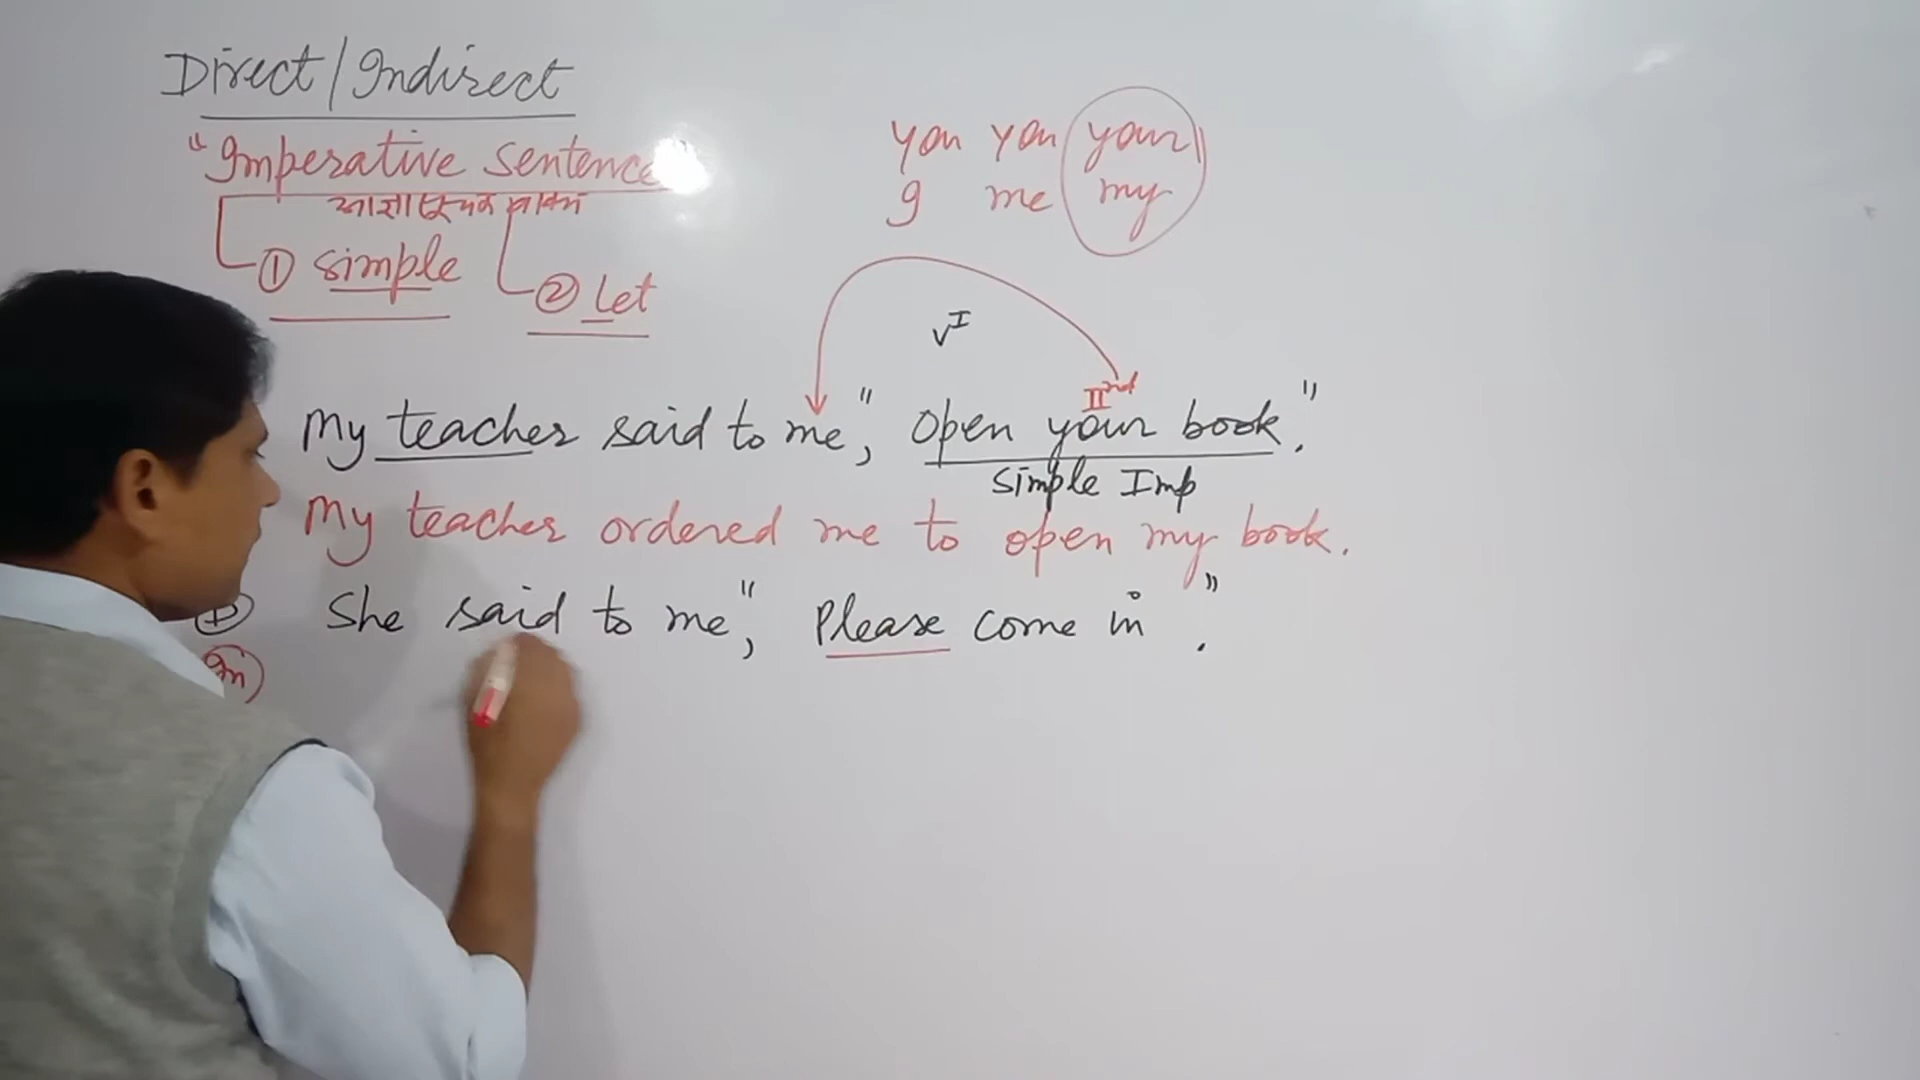 Direct/Indirect
"Imperative Sentence"
आज्ञासूचक वाक्य
① simple
② Let
you you your
I me my
V I
II nd
My teacher said to me, "Open your book."
Simple Imp
My teacher ordered me to open my book.
D She said to me, "Please come in".
In